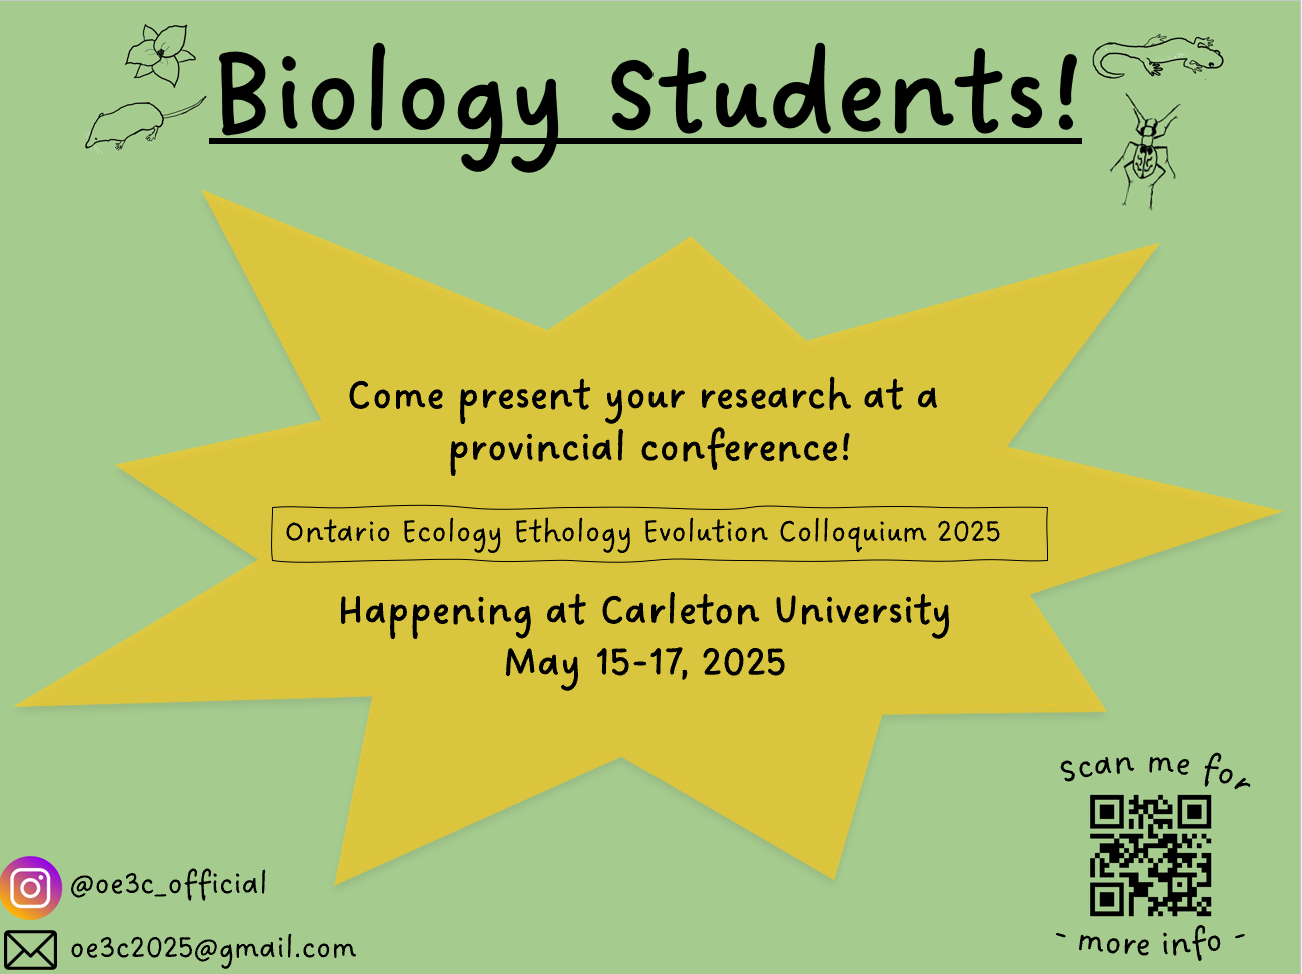 Biology Students!
Come present your research at a
provincial conference!
Ontario Ecology Ethology Evolution Colloquium 2025
Happening at Carleton University
May 15-17, 2025
scan me for
- more info -
@oe3c_official
oe3c2025@gmail.com